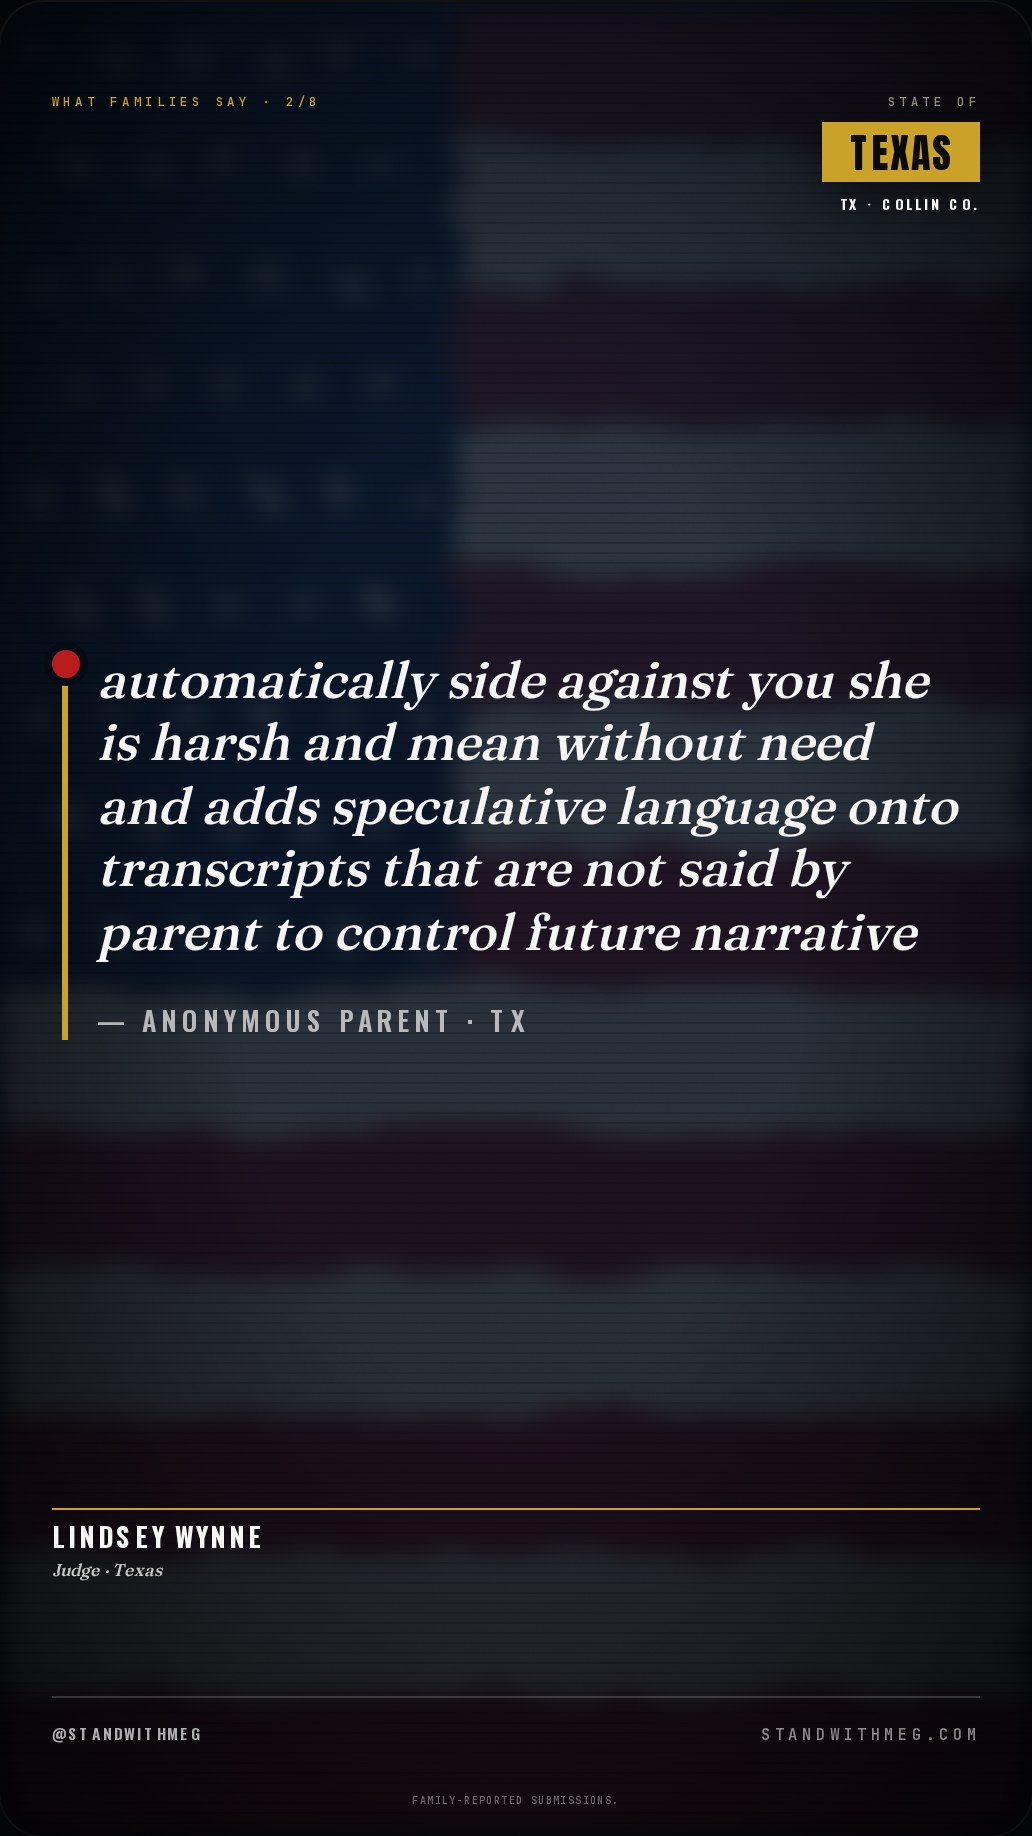 WHAT FAMILIES SAY · 2/8
STATE OF
TEXAS
TX · COLLIN CO.
automatically side against you she
is harsh and mean without need
and adds speculative language onto
transcripts that are not said by
parent to control future narrative
— ANONYMOUS PARENT · TX
LINDSEY WYNNE
Judge · Texas
@STANDWITHMEG
STANDWITHMEG.COM
FAMILY-REPORTED SUBMISSIONS.